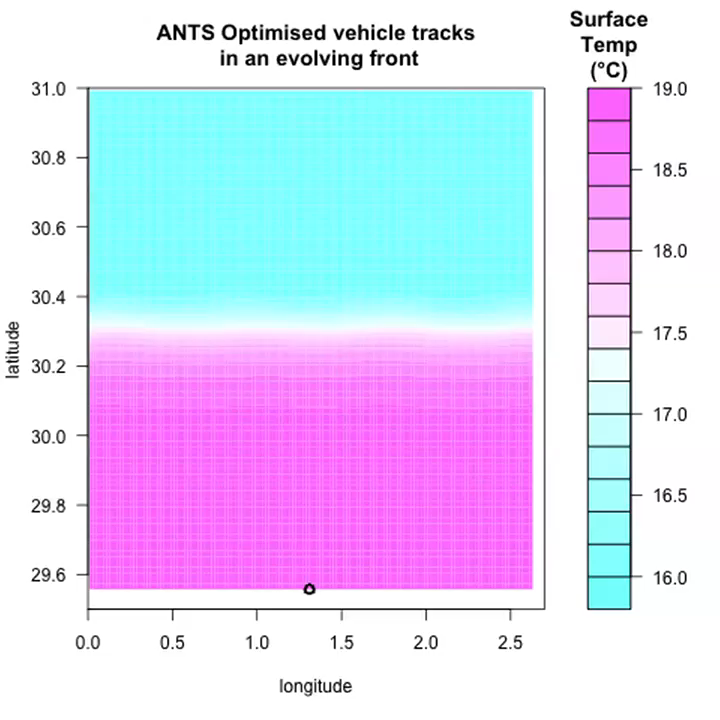 ANTS Optimised vehicle tracks
in an evolving front
Surface
Temp
(°C)
31.0
30.8
30.6
30.4
30.2
30.0
29.8
29.6
latitude
0.0 0.5 1.0 1.5 2.0 2.5
longitude
19.0
18.5
18.0
17.5
17.0
16.5
16.0